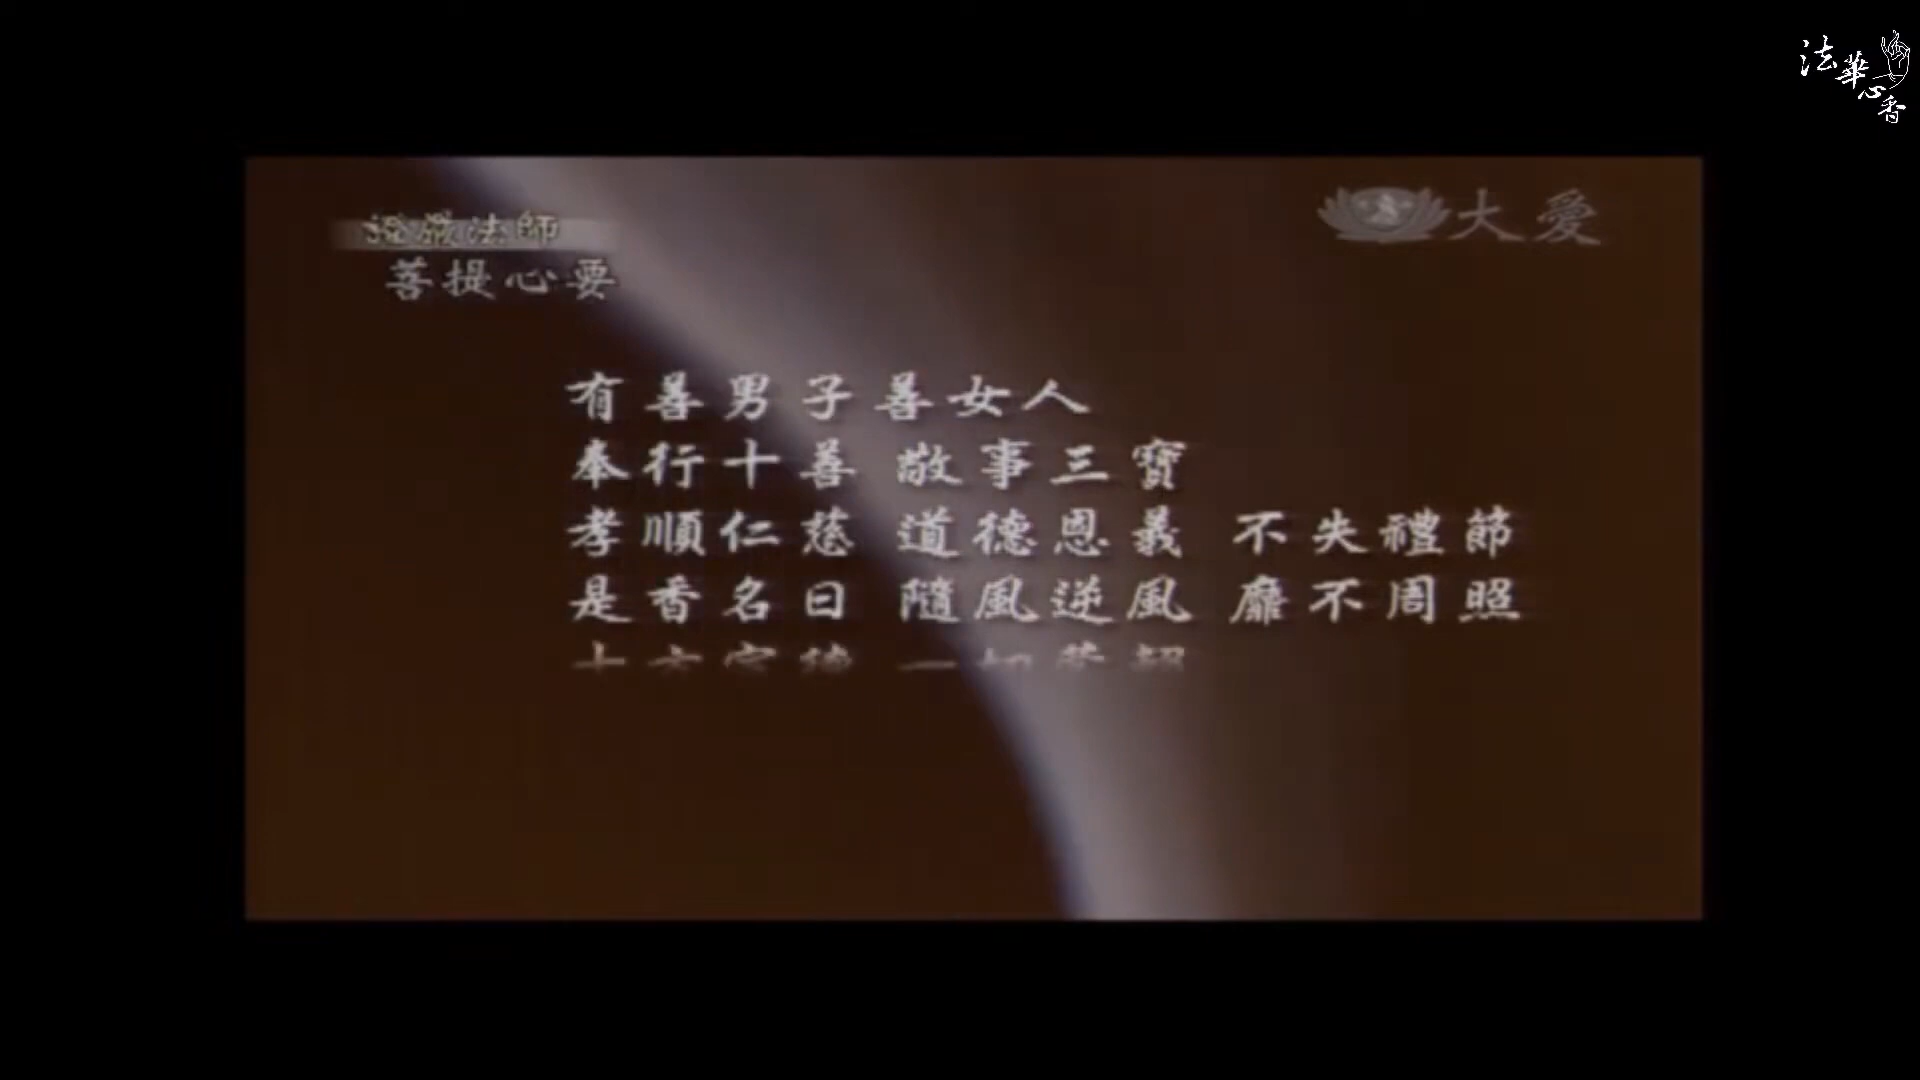 法華心香
大愛
法師
菩提心要
有善男子善女人
奉行十善 敬事三寶
孝順仁慈 道德恩義 不失禮節
是香名曰 隨風逆風 靡不周照